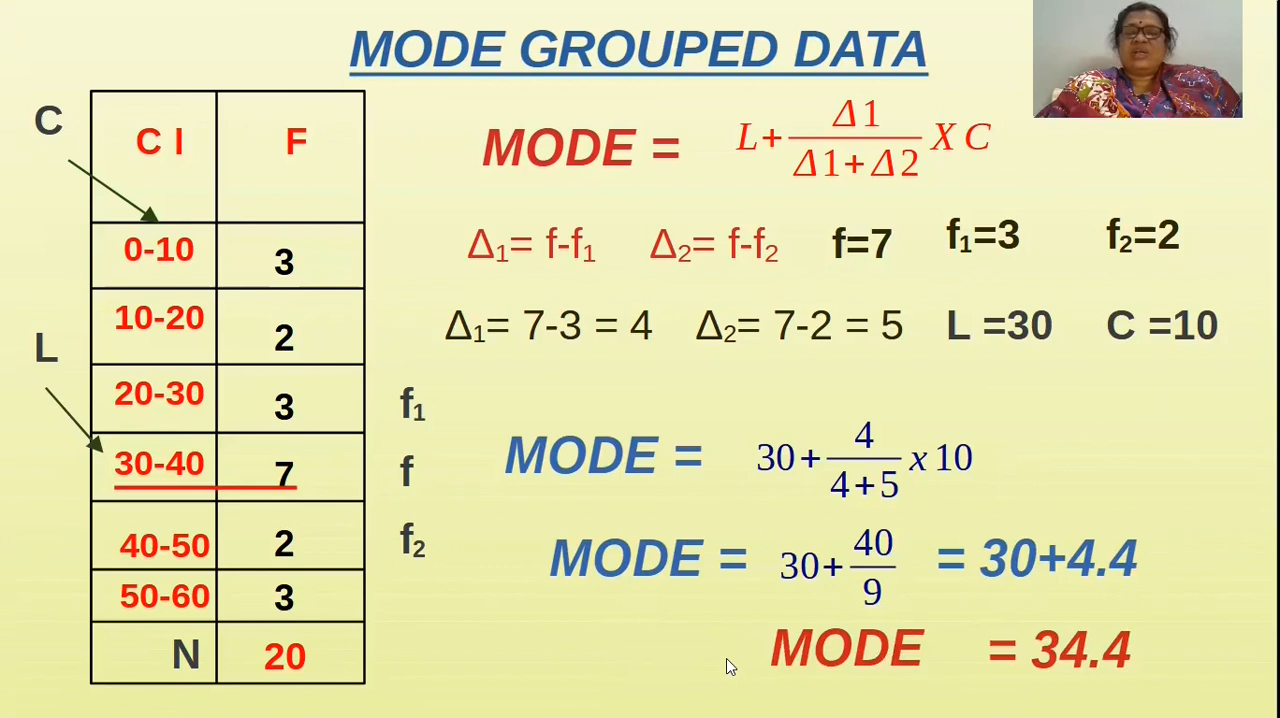 MODE GROUPED DATA
C
C I F
0-10 3
10-20 2
L
20-30 3 f1
30-40 7 f
40-50 2 f2
50-60 3
N 20
MODE = L+ Δ1 / Δ1+Δ2 X C
Δ1= f-f1 Δ2= f-f2 f=7 f1=3 f2=2
Δ1= 7-3 = 4 Δ2= 7-2 = 5 L =30 C =10
MODE = 30+ 4 / 4+5 x 10
MODE = 30+ 40 / 9 = 30+4.4
MODE = 34.4